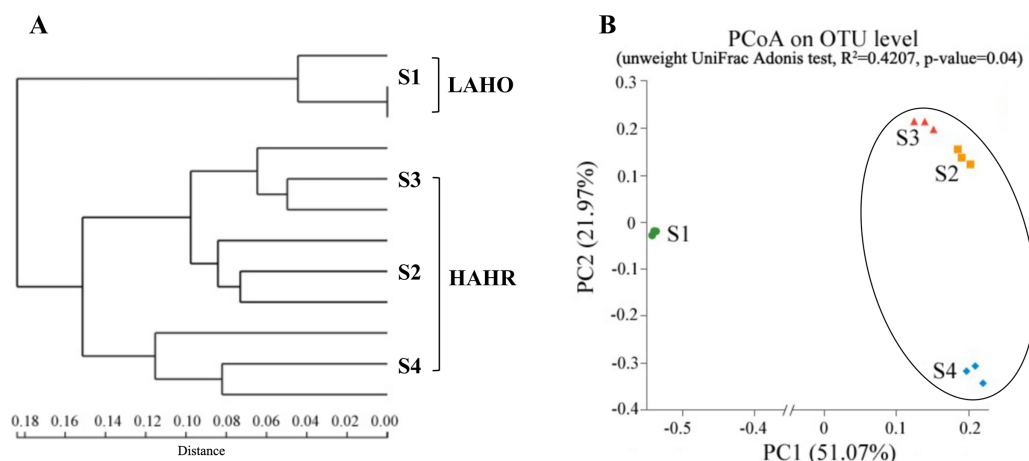 A
S1
LAHO
S3
S2
HAHR
S4
0.18 0.16 0.14 0.12 0.10 0.08 0.06 0.04 0.02 0.00
Distance
B
PCoA on OTU level
(unweight UniFrac Adonis test, R²=0.4207, p-value=0.04)
0.3
0.2
0.1
0
-0.1
-0.2
-0.3
-0.4
PC2 (21.97%)
S3
S2
S1
S4
-0.5 -0.4 0 0.1 0.2
PC1 (51.07%)